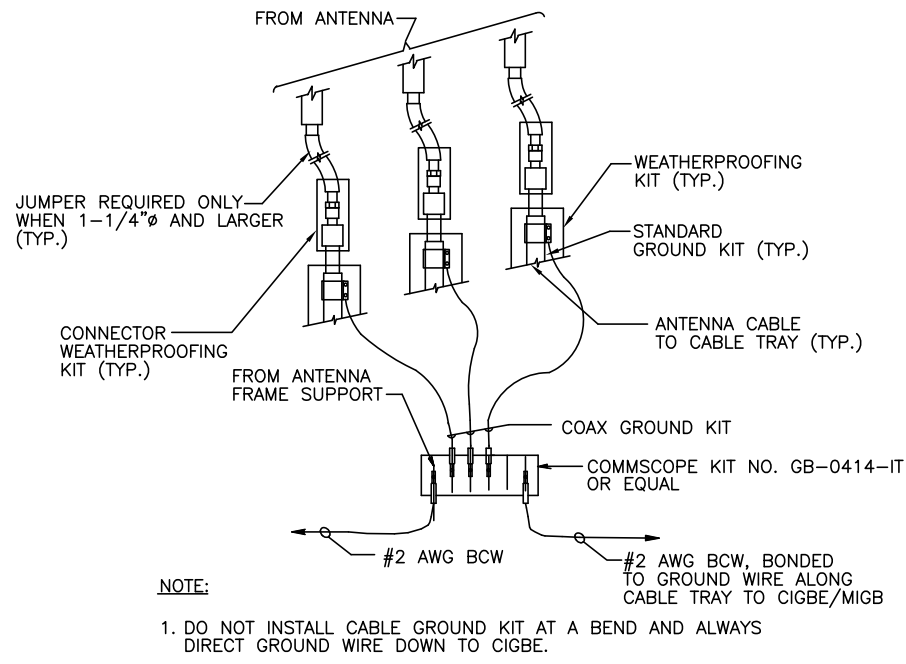 FROM ANTENNA
JUMPER REQUIRED ONLY
WHEN 1-1/4"ø AND LARGER
(TYP.)
WEATHERPROOFING
KIT (TYP.)
STANDARD
GROUND KIT (TYP.)
CONNECTOR
WEATHERPROOFING
KIT (TYP.)
ANTENNA CABLE
TO CABLE TRAY (TYP.)
FROM ANTENNA
FRAME SUPPORT
COAX GROUND KIT
COMMSCOPE KIT NO. GB-0414-IT
OR EQUAL
#2 AWG BCW
#2 AWG BCW, BONDED
TO GROUND WIRE ALONG
CABLE TRAY TO CIGBE/MIGB
NOTE:
1. DO NOT INSTALL CABLE GROUND KIT AT A BEND AND ALWAYS
DIRECT GROUND WIRE DOWN TO CIGBE.